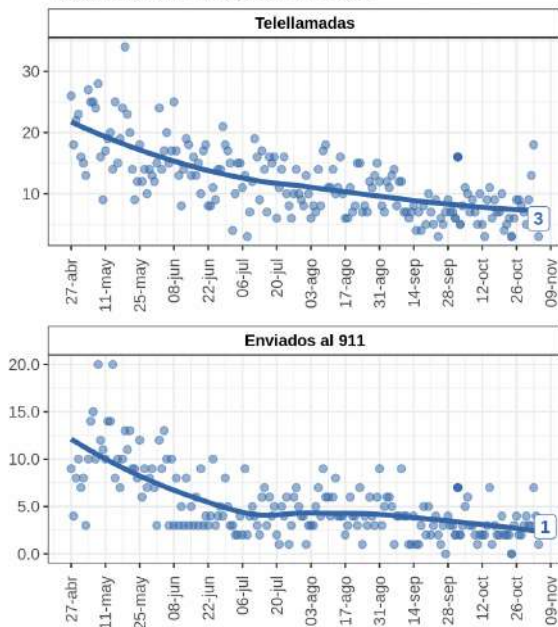 Telellamadas
30
20
10
3
27-abr
11-may
25-may
08-jun
22-jun
06-jul
20-jul
03-ago
17-ago
31-ago
14-sep
28-sep
12-oct
26-oct
09-nov
Enviados al 911
20.0
15.0
10.0
5.0
0.0
1
27-abr
11-may
25-may
08-jun
22-jun
06-jul
20-jul
03-ago
17-ago
31-ago
14-sep
28-sep
12-oct
26-oct
09-nov